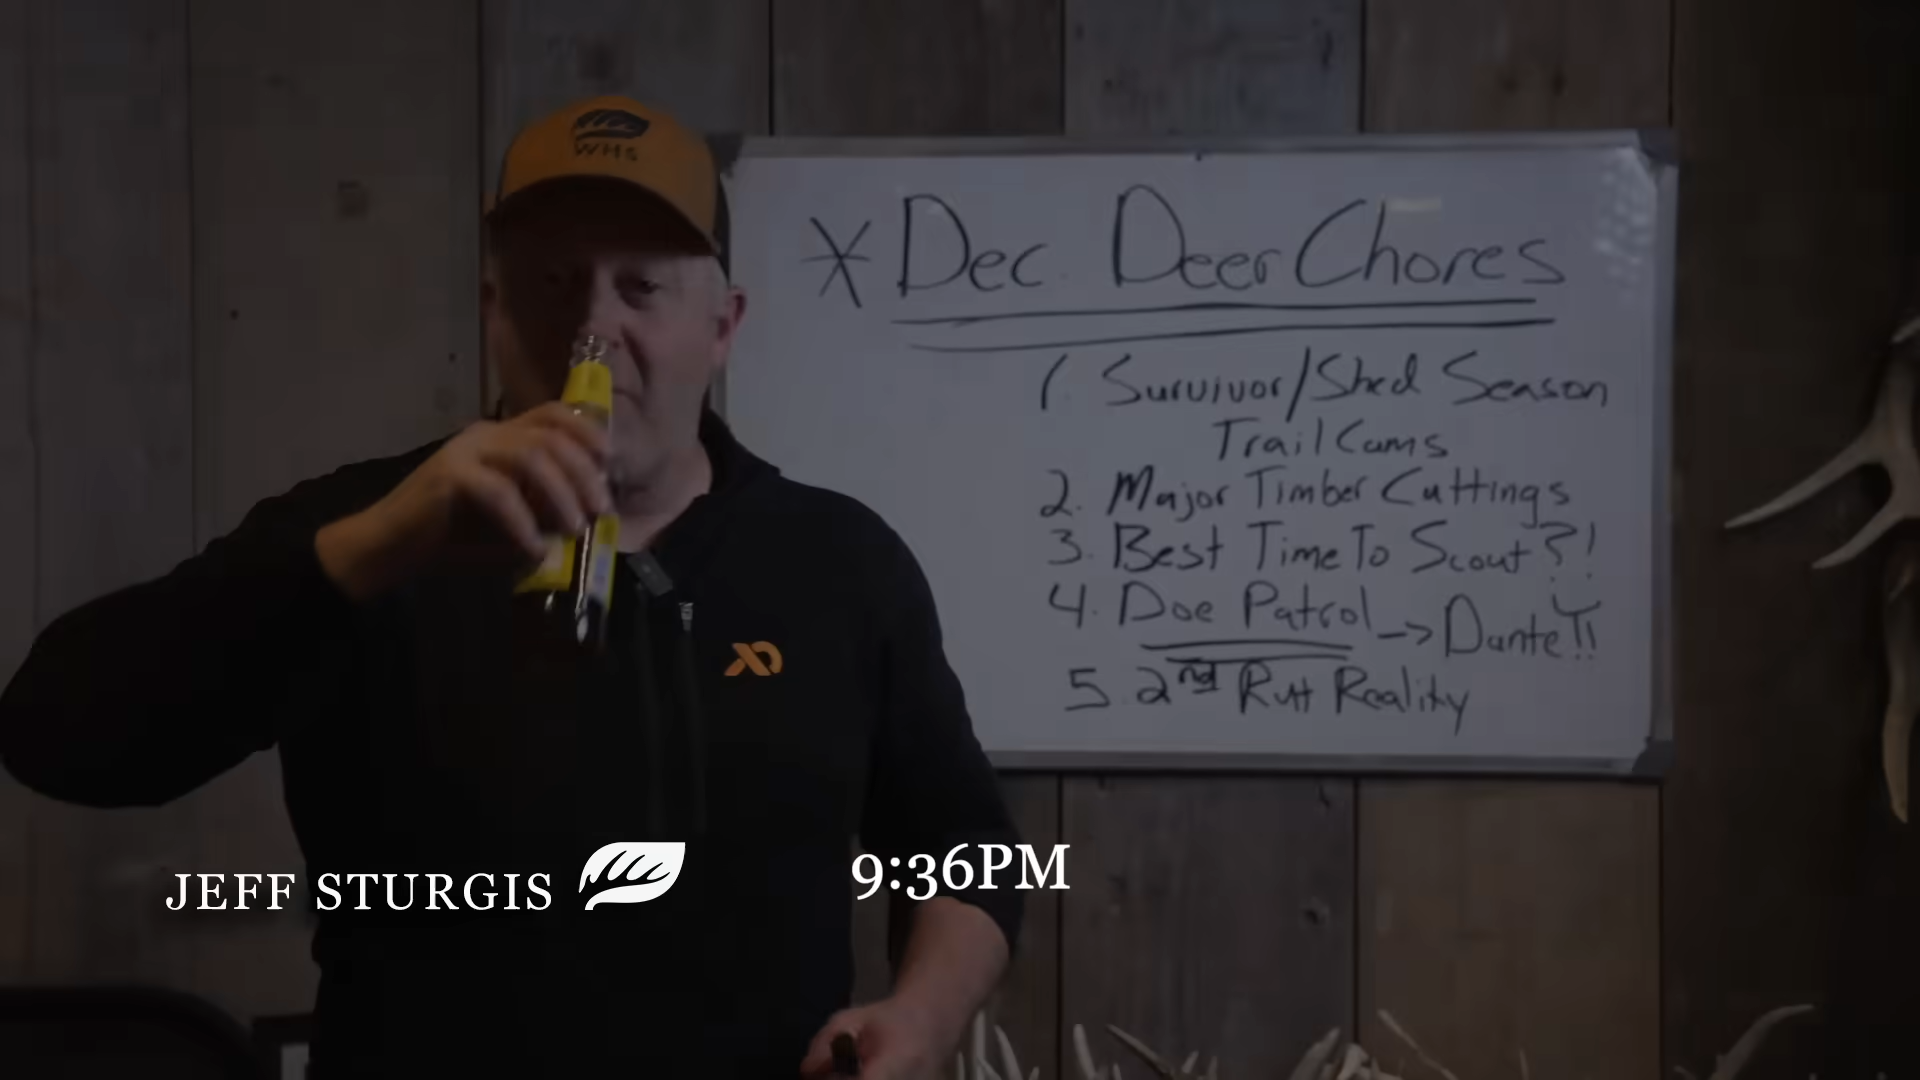 WHS
* Dec. Deer Chores
1. Survivor/Shed Season
Trail Cams
2. Major Timber Cuttings
3. Best Time To Scout?!
4. Doe Patrol -> Dante!!
5. 2nd Rut Reality
JEFF STURGIS
9:36PM